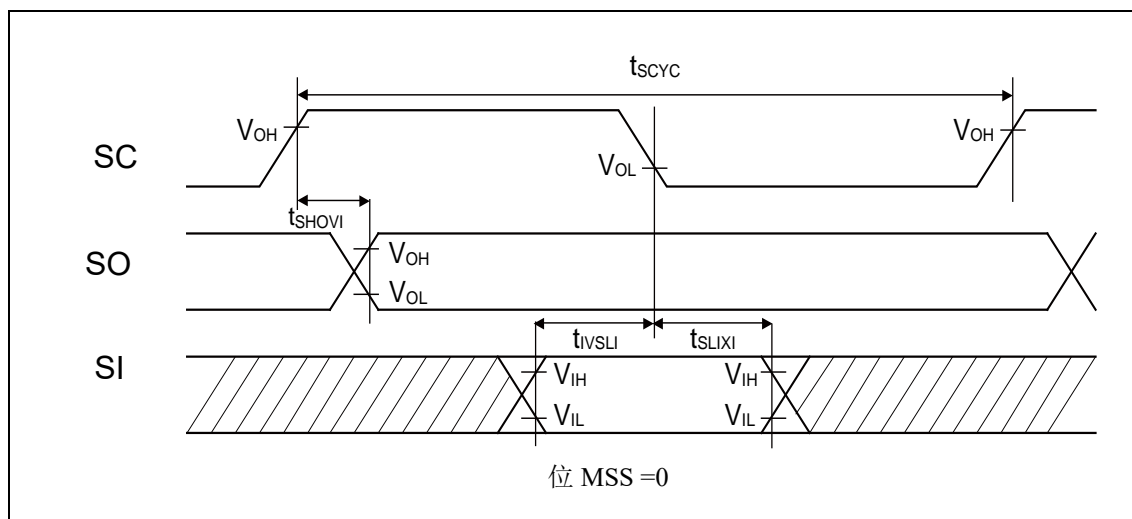 tSCYC
SC
VOH
VOL
VOH
tSHOVI
SO
VOH
VOL
tIVSLI
tSLIXI
SI
VIH
VIH
VIL
VIL
位 MSS =0